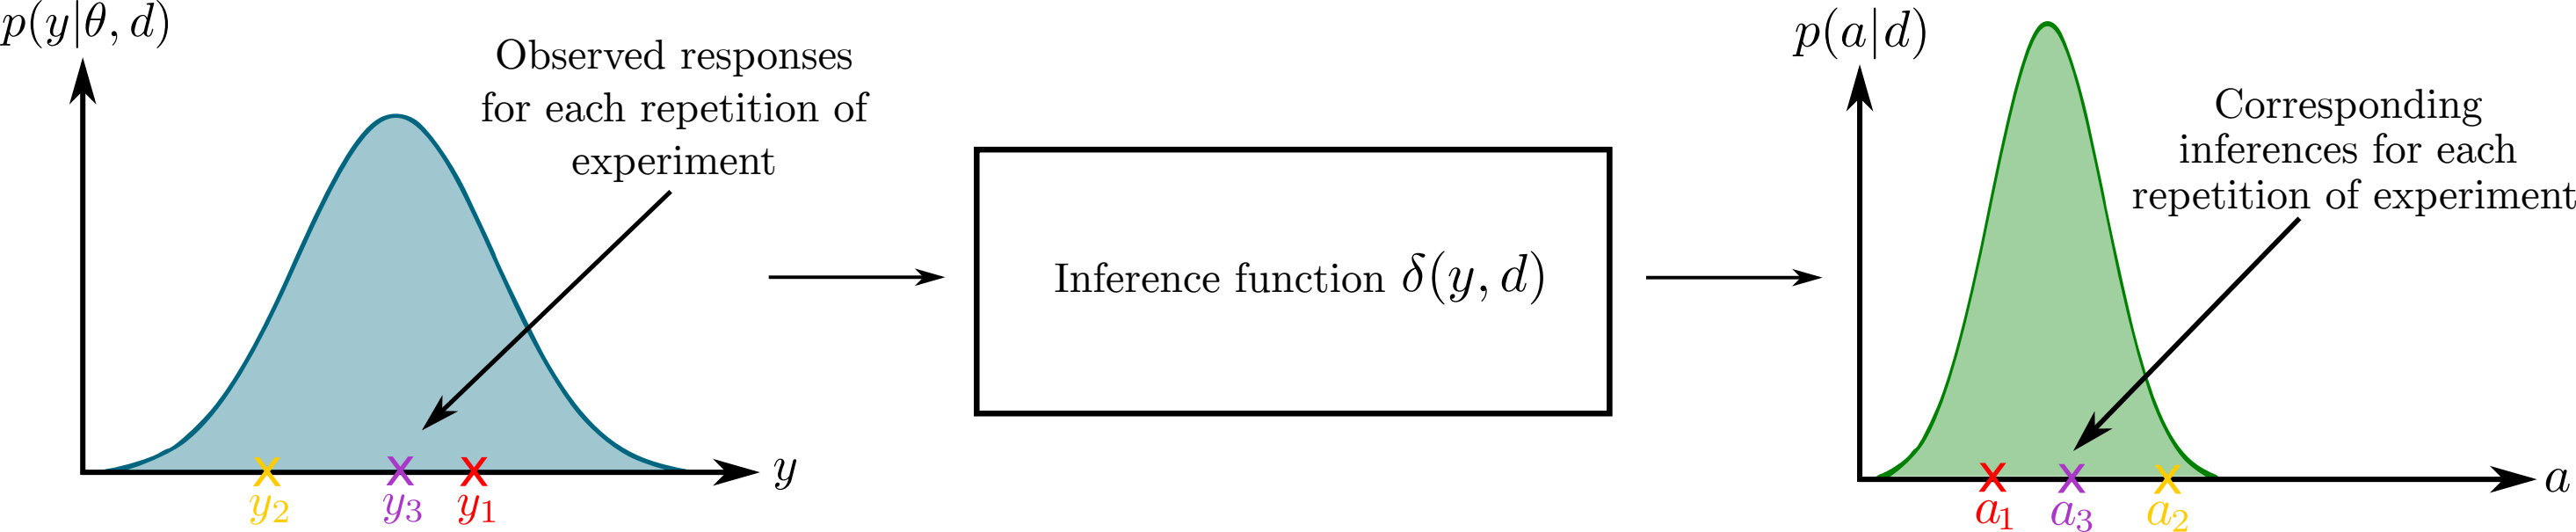 p(y|θ, d)
Observed responses
for each repetition of
experiment
y
y₂
y₃
y₁
Inference function δ(y, d)
p(a|d)
Corresponding
inferences for each
repetition of experiment
a
a₁
a₃
a₂